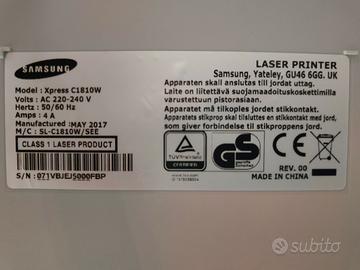 SAMSUNG
Model : Xpress C1810W
Volts : AC 220-240 V
Hertz : 50/60 Hz
Amps : 4 A
Manufactured :MAY 2017
M/C : SL-C1810W/SEE
CLASS 1 LASER PRODUCT
S/N : 071VBJEJ5000FBP
LASER PRINTER
Samsung, Yateley, GU46 6GG. UK
Apparaten skall anslutas till jordat uttag.
Laite on liitettävä suojamaadoituskoskettimilla
varustettuun pistorasiaan.
Apparatets må tilkoples jordet stikkontakt.
Apparatets stikprop skal tilsluttes en stikkontakt
med jord, som giver forbindelse til stikproppens jord.
TÜVRheinland
CERTIFIED
REV. 00
MADE IN CHINA
subito